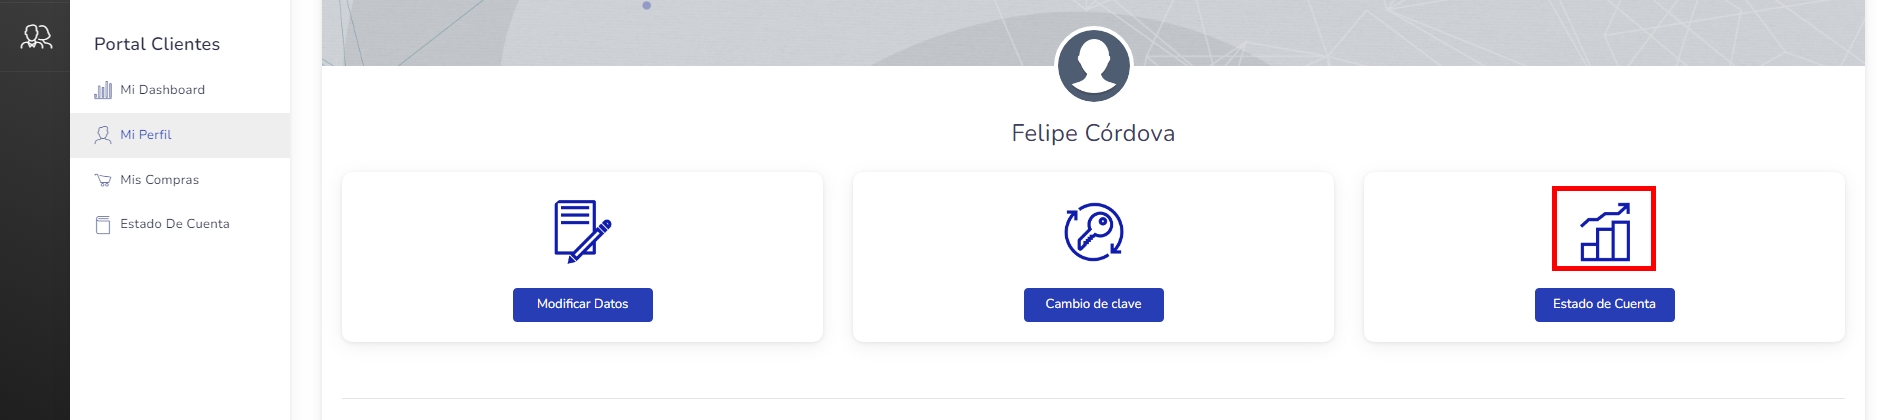 Portal Clientes
Mi Dashboard
Mi Perfil
Mis Compras
Estado De Cuenta
Felipe Córdova
Modificar Datos
Cambio de clave
Estado de Cuenta